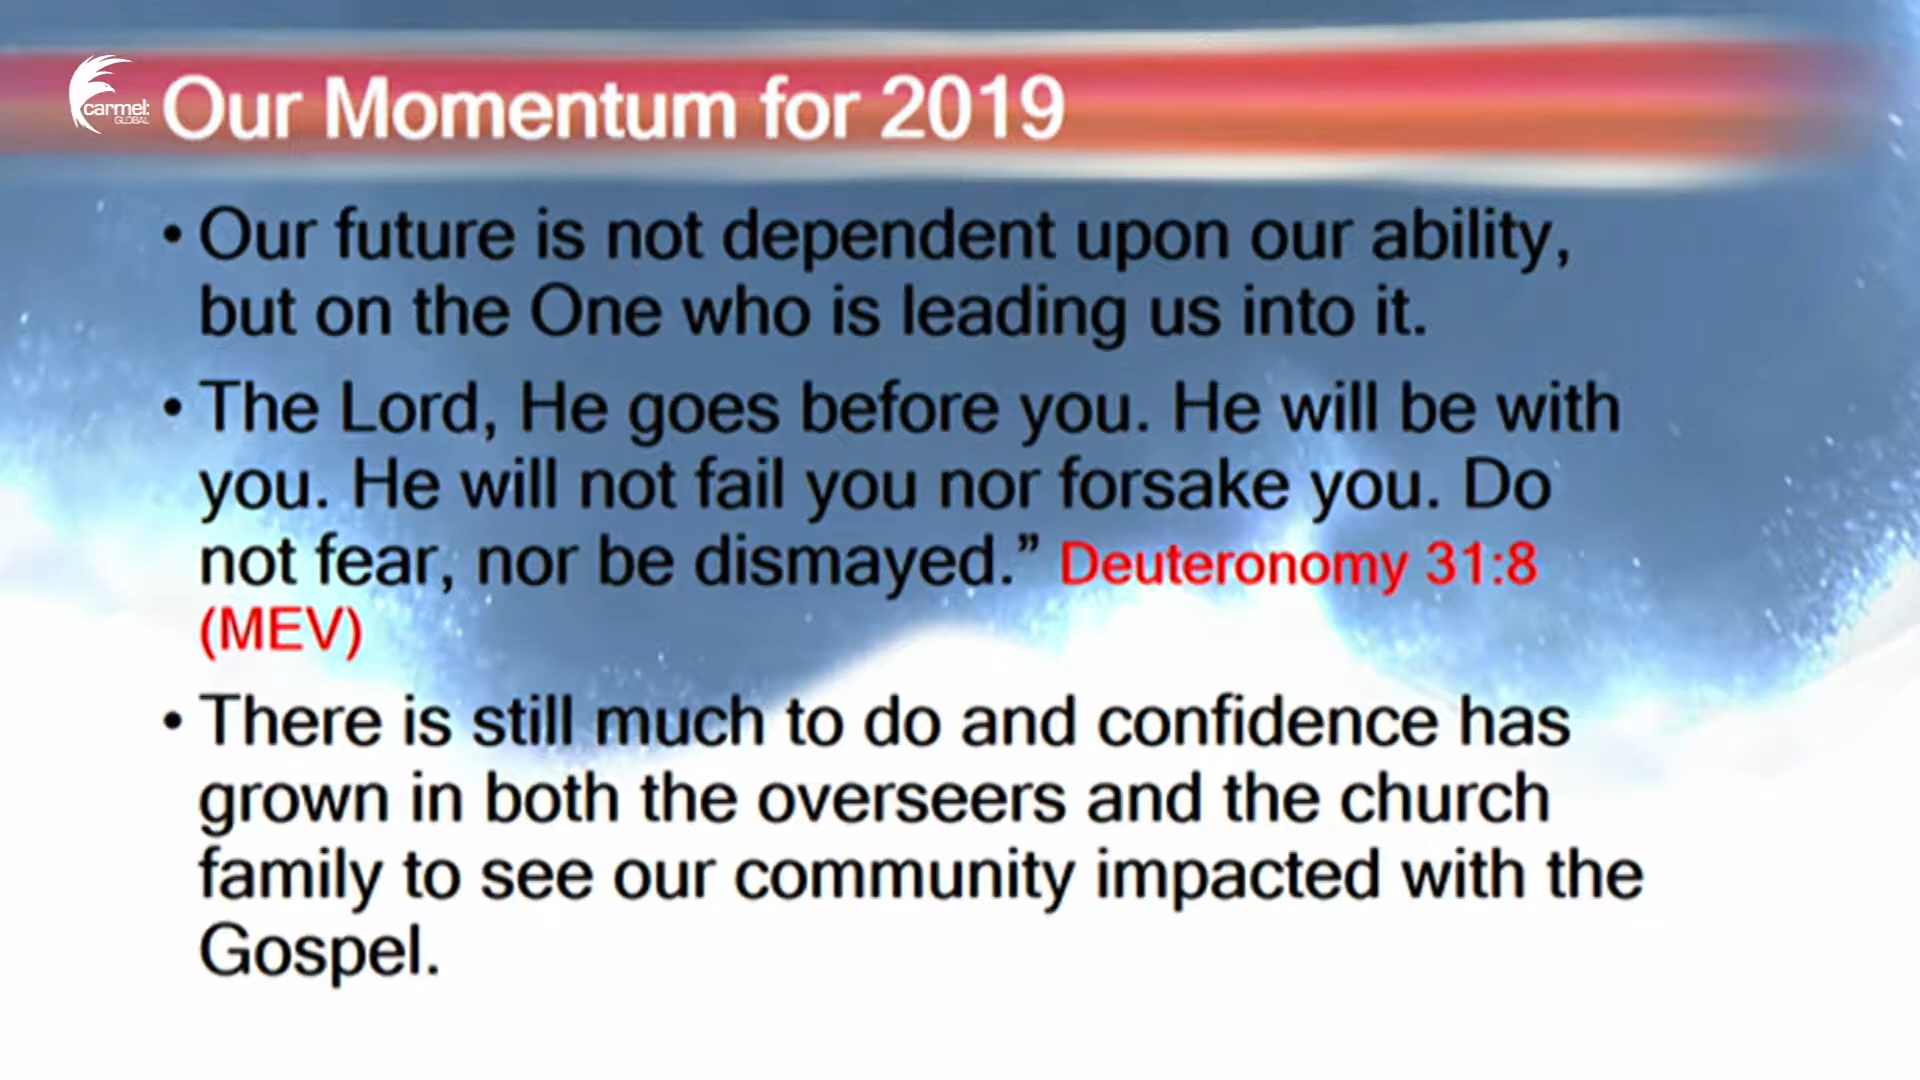 carmel:
GLOBAL
Our Momentum for 2019
• Our future is not dependent upon our ability,
but on the One who is leading us into it.
• The Lord, He goes before you. He will be with
you. He will not fail you nor forsake you. Do
not fear, nor be dismayed.” Deuteronomy 31:8
(MEV)
• There is still much to do and confidence has
grown in both the overseers and the church
family to see our community impacted with the
Gospel.